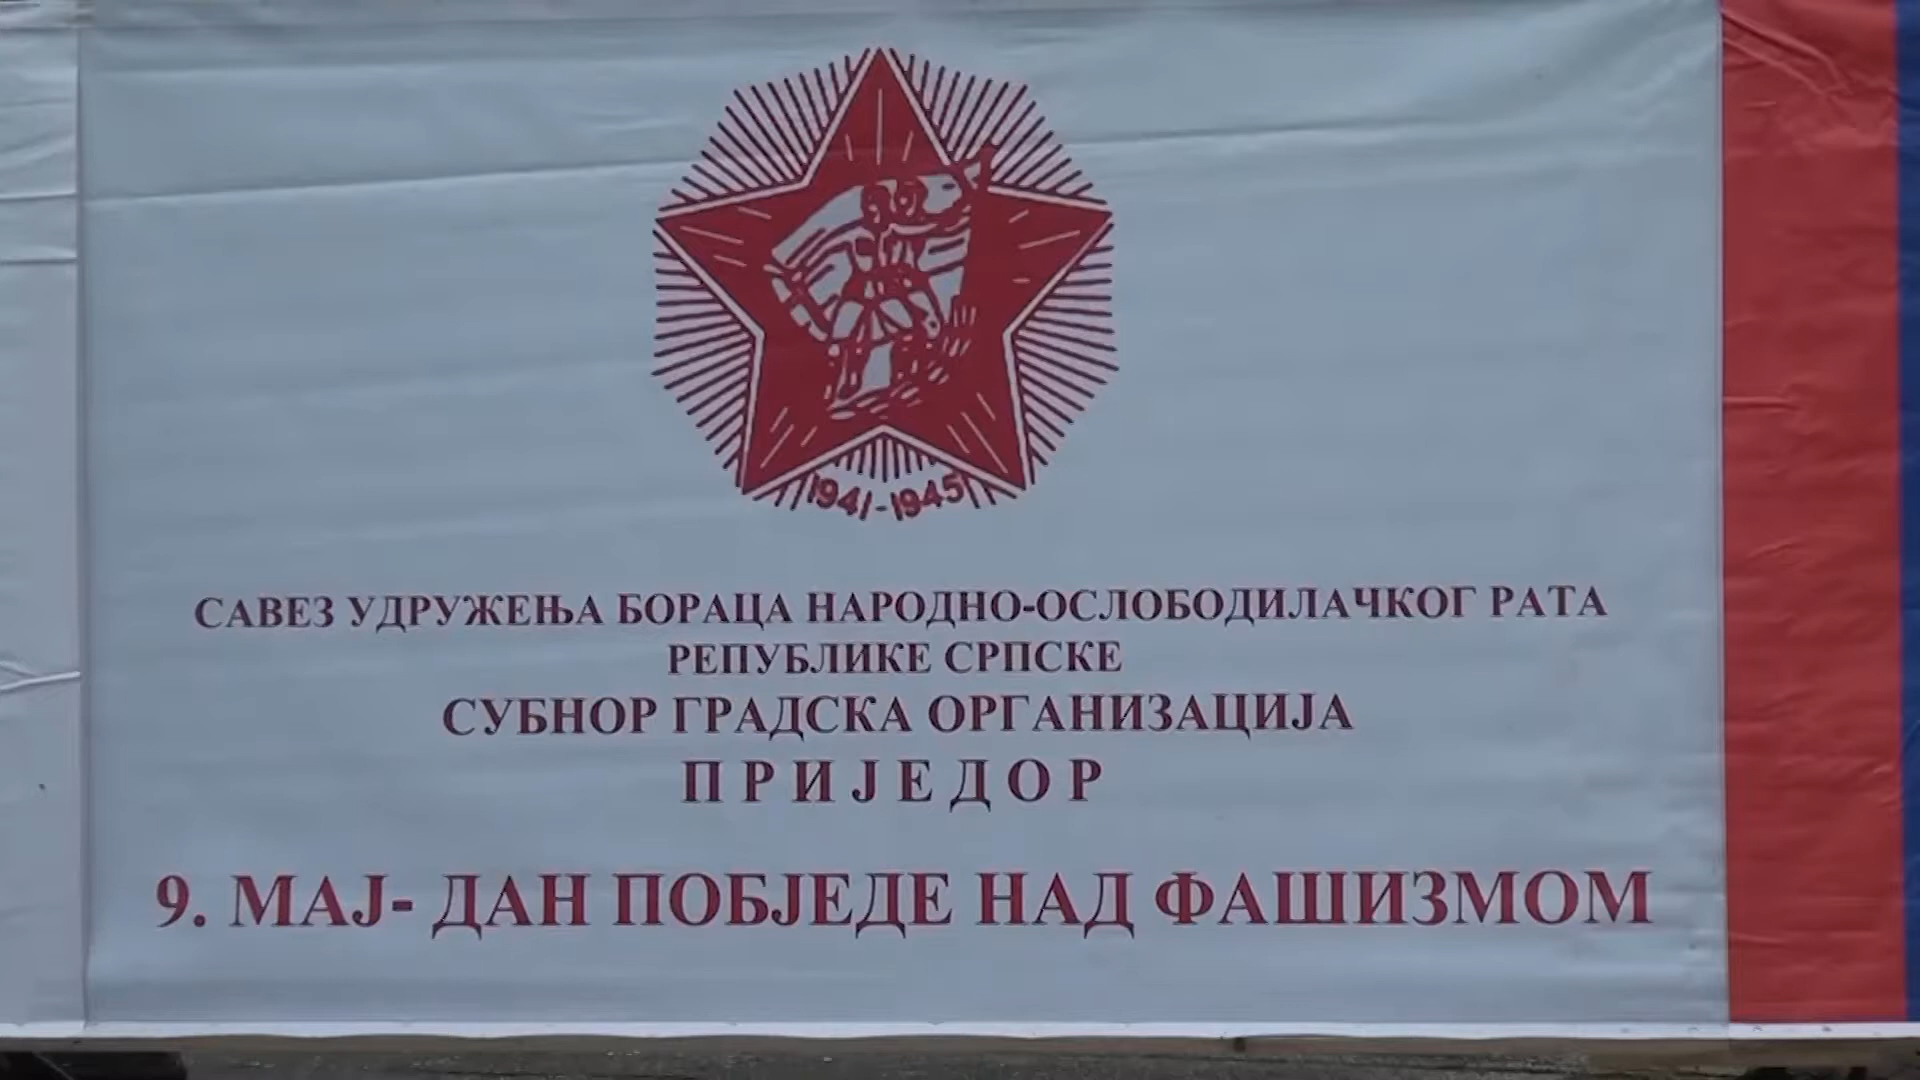 1941-1945
САВЕЗ УДРУЖЕЊА БОРАЦА НАРОДНО-ОСЛОБОДИЛАЧКОГ РАТА
РЕПУБЛИКЕ СРПСКЕ
СУБНОР ГРАДСКА ОРГАНИЗАЦИЈА
ПРИЈЕДОР
9. МАЈ- ДАН ПОБЈЕДЕ НАД ФАШИЗМОМ